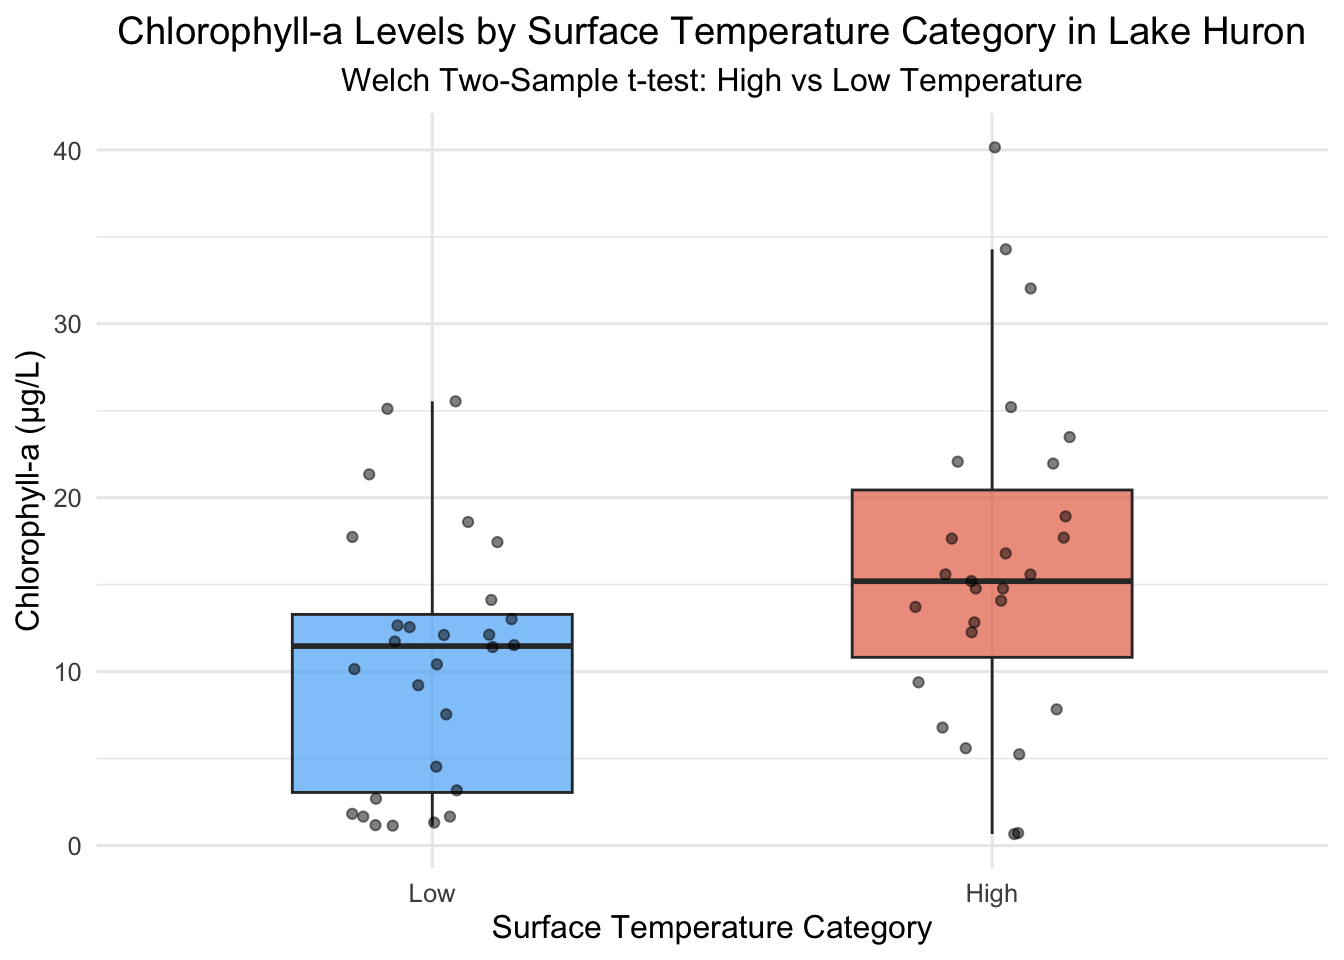 Chlorophyll-a Levels by Surface Temperature Category in Lake Huron
Welch Two-Sample t-test: High vs Low Temperature
Chlorophyll-a (µg/L)
40
30
20
10
0
Low High
Surface Temperature Category